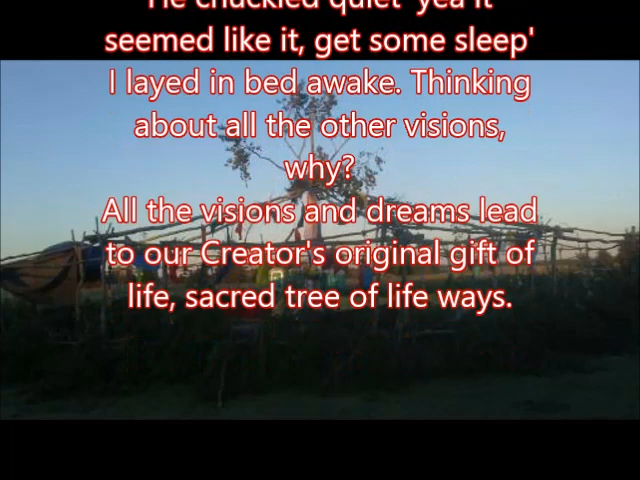 He chuckled quiet 'yea it
seemed like it, get some sleep'
I layed in bed awake. Thinking
about all the other visions,
why?
All the visions and dreams lead
to our Creator's original gift of
life, sacred tree of life ways.